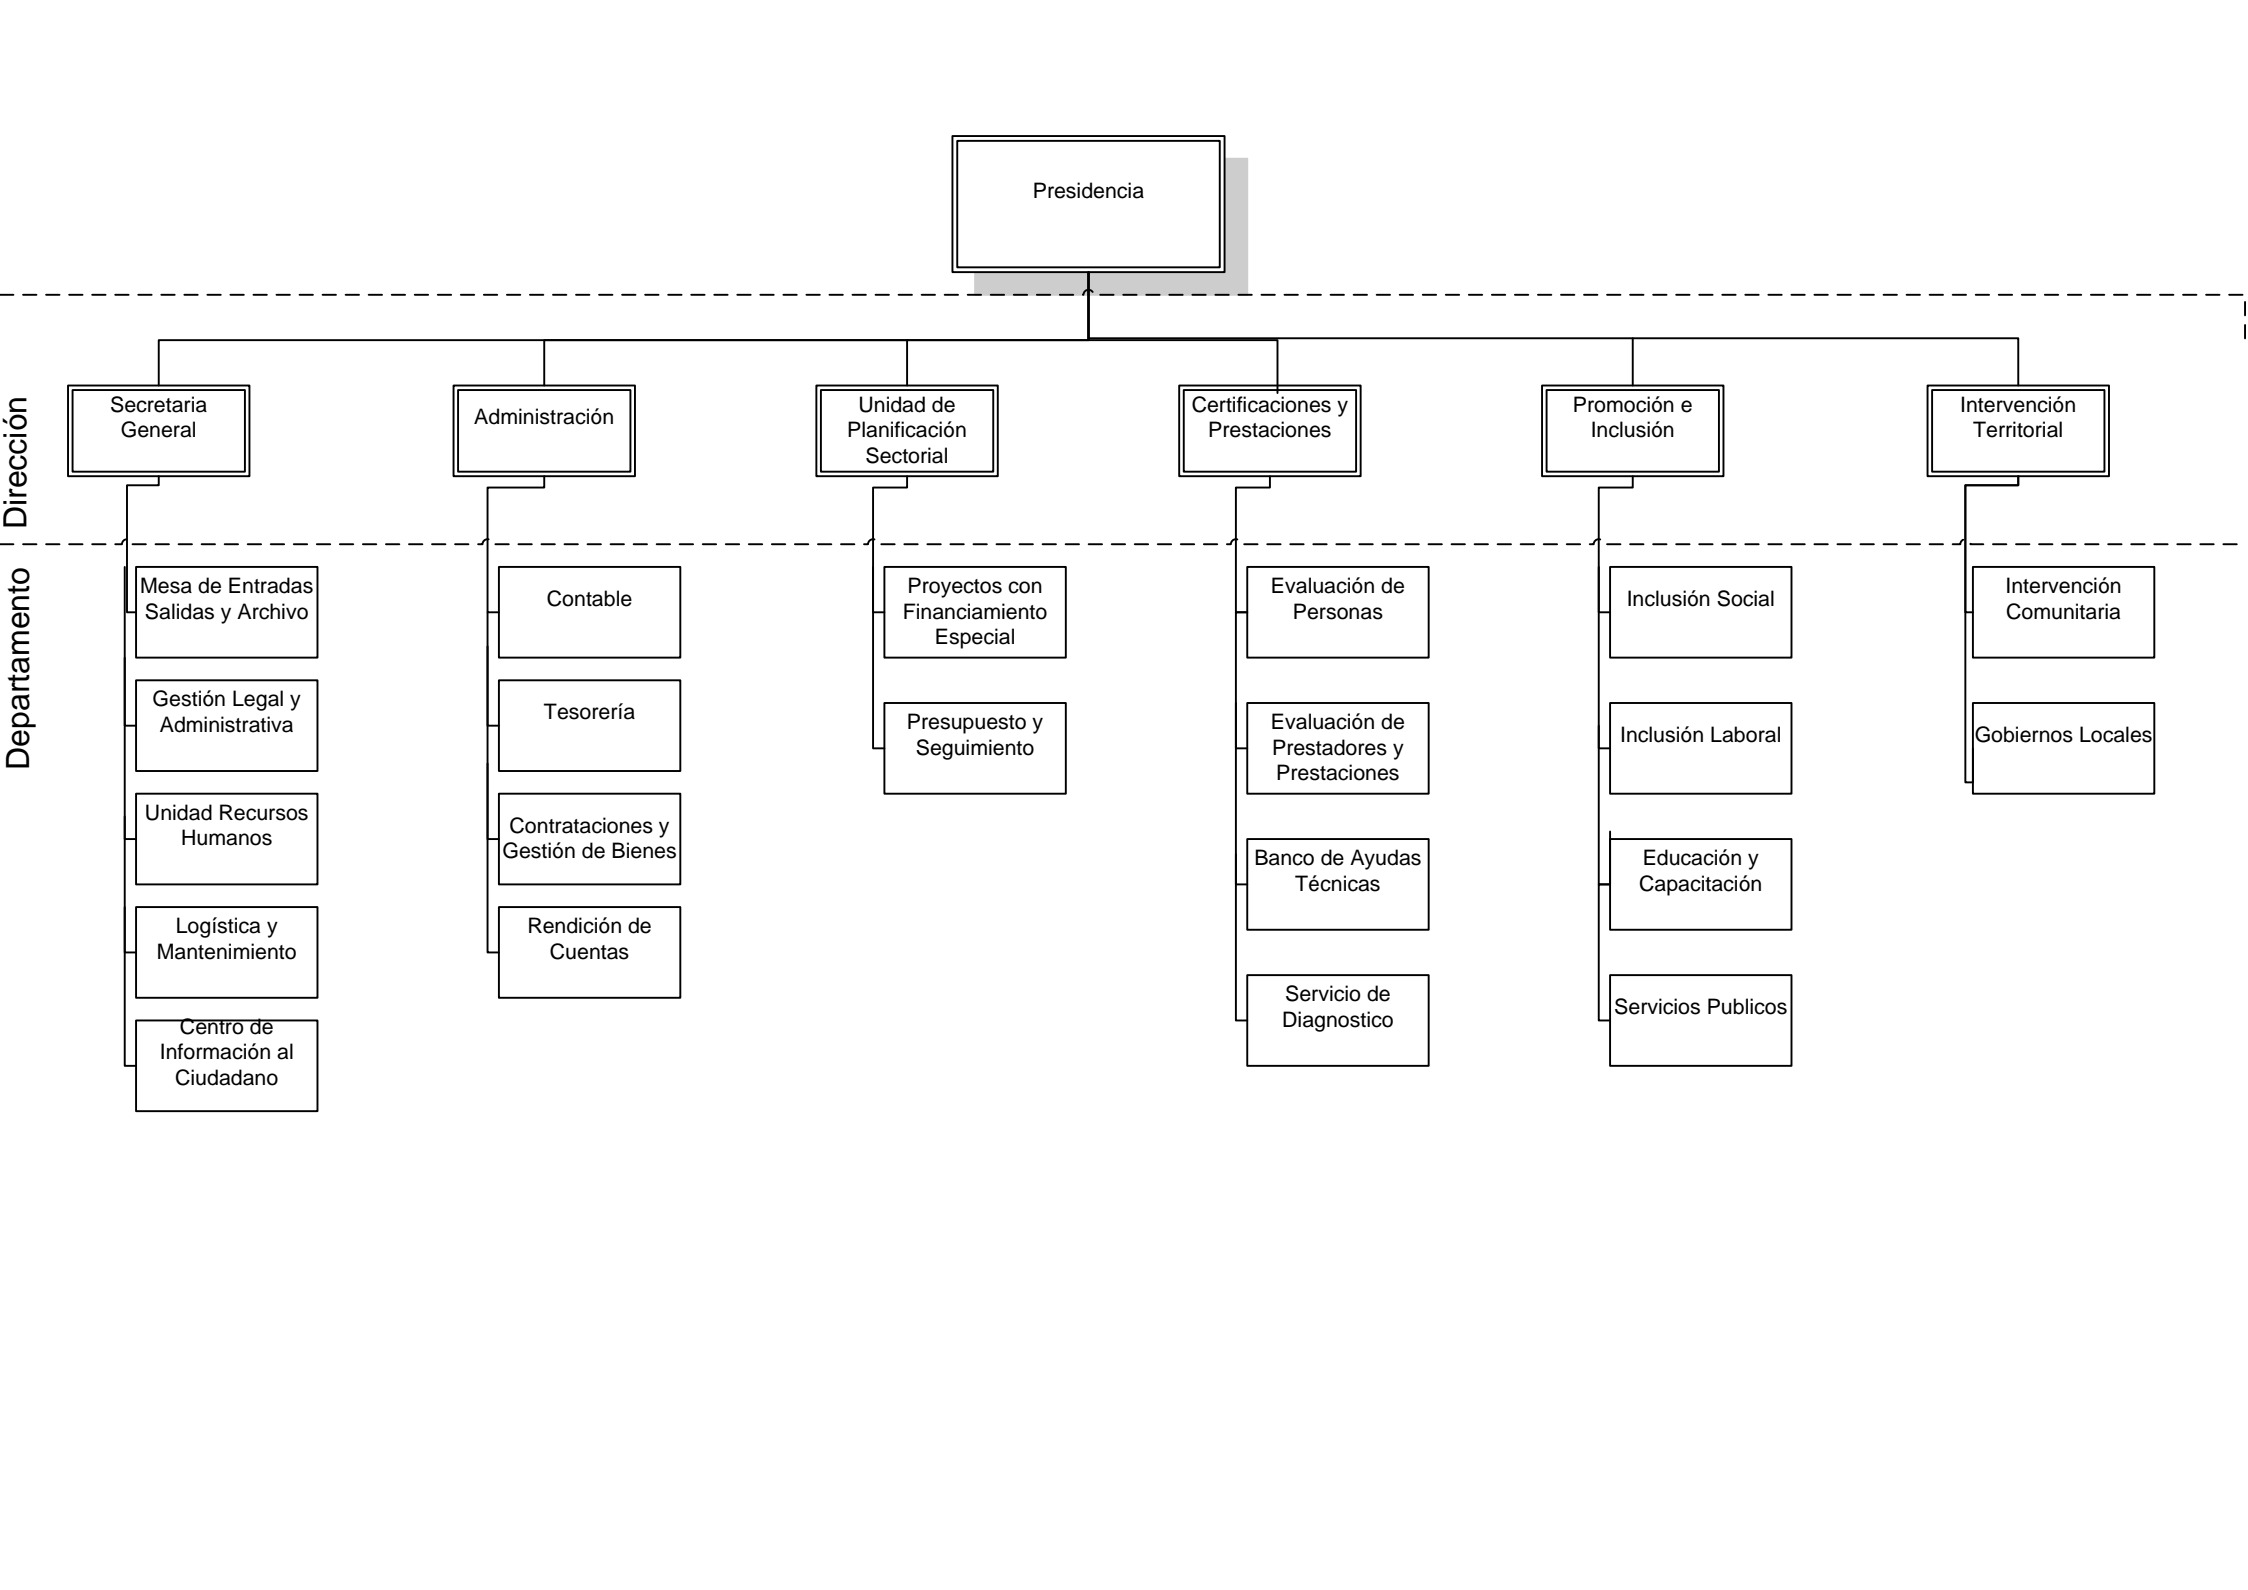 Presidencia
Dirección
Secretaria
General
Administración
Unidad de
Planificación
Sectorial
Certificaciones y
Prestaciones
Promoción e
Inclusión
Intervención
Territorial
Departamento
Mesa de Entradas
Salidas y Archivo
Gestión Legal y
Administrativa
Unidad Recursos
Humanos
Logística y
Mantenimiento
Centro de
Información al
Ciudadano
Contable
Tesorería
Contrataciones y
Gestión de Bienes
Rendición de
Cuentas
Proyectos con
Financiamiento
Especial
Presupuesto y
Seguimiento
Evaluación de
Personas
Evaluación de
Prestadores y
Prestaciones
Banco de Ayudas
Técnicas
Servicio de
Diagnostico
Inclusión Social
Inclusión Laboral
Educación y
Capacitación
Servicios Publicos
Intervención
Comunitaria
Gobiernos Locales